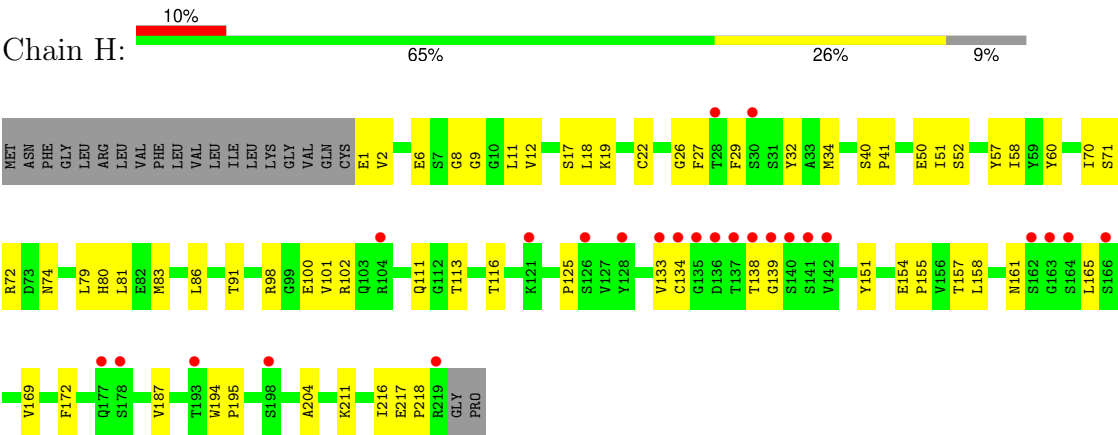 10%
Chain H:
65% 26% 9%
MET ASN PHE GLY LEU ARG LEU VAL PHE LEU VAL LEU ILE LEU LYS GLY VAL GLN CYS E1 V2 E6 S7 G8 G9 G10 L11 V12 S17 L18 K19 C22 G26 F27 T28 F29 S30 S31 Y32 A33 M34 S40 P41 E50 I51 S52 Y57 I58 Y59 Y60 I70 S71
R72 D73 N74 L79 H80 L81 E82 M83 L86 T91 R98 G99 E100 V101 R102 Q103 R104 Q111 G112 T113 T116 K121 P125 S126 V127 Y128 V133 C134 G135 D136 T137 T138 G139 S140 S141 V142 Y151 E154 P155 V156 T157 L158 N161 S162 G163 S164 L165 S166
V169 F172 Q177 S178 V187 T193 W194 P195 S198 A204 K211 I216 E217 P218 R219 GLY PRO